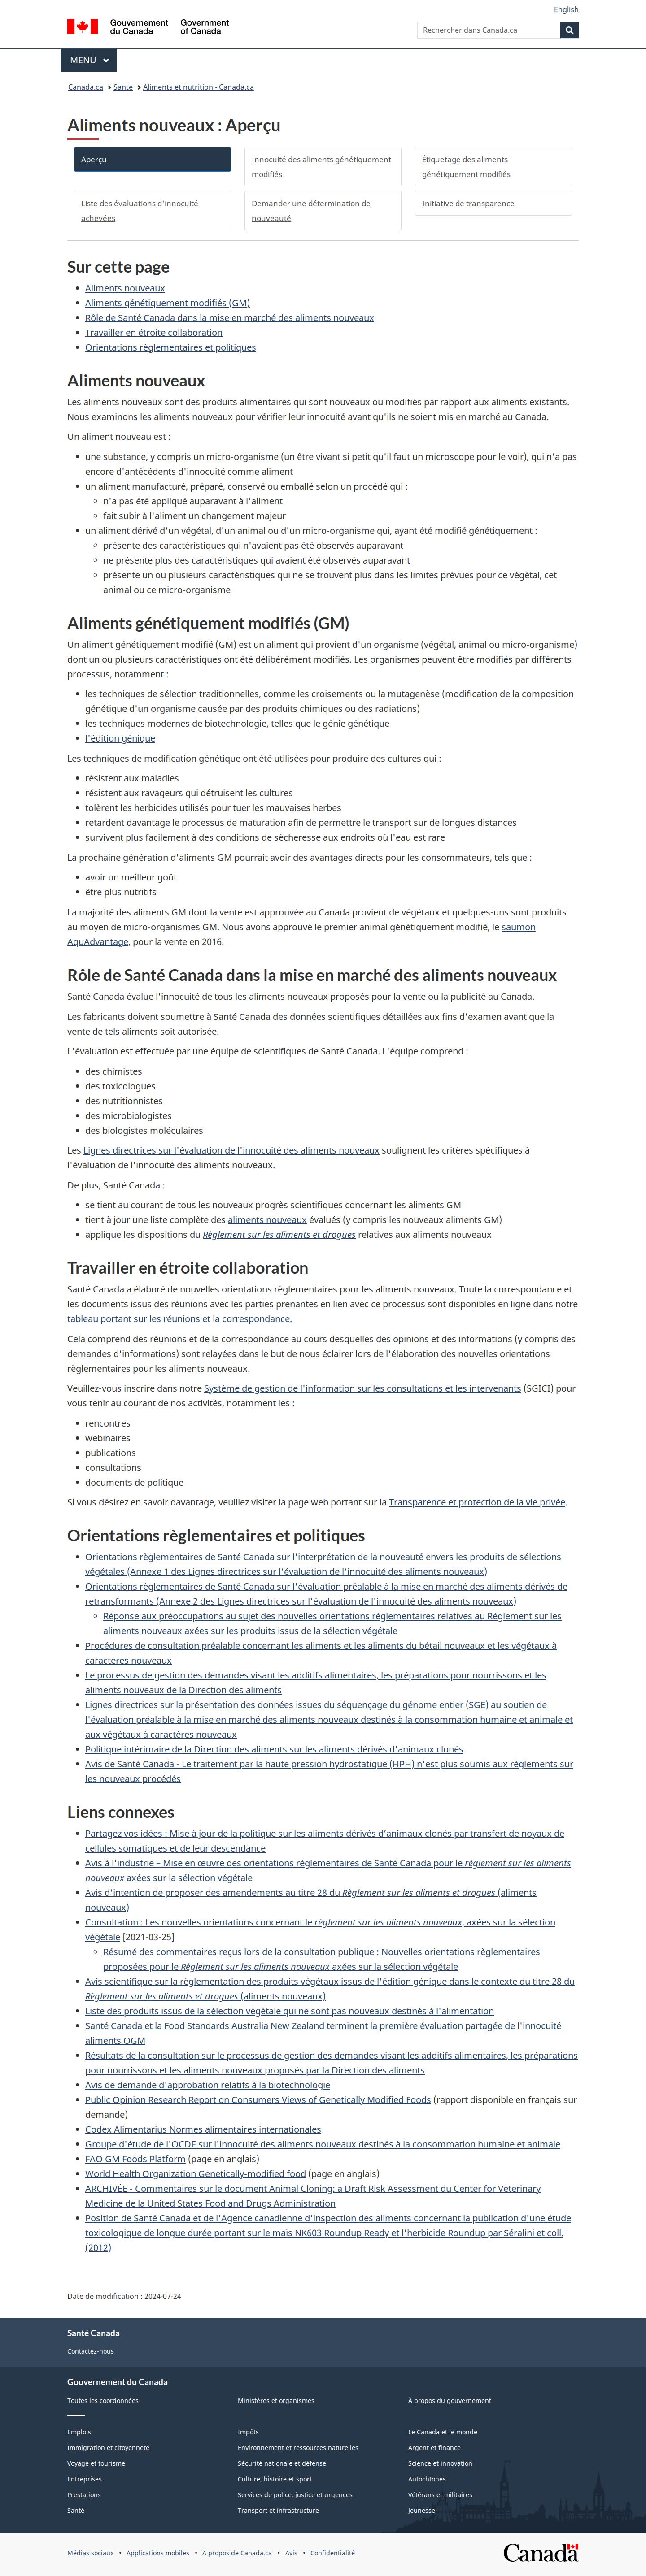 English
Gouvernement du Canada
Government of Canada
Rechercher dans Canada.ca
MENU
Canada.ca
Santé
Aliments et nutrition - Canada.ca
Aliments nouveaux : Aperçu
Aperçu
Innocuité des aliments génétiquement
modifiés
Étiquetage des aliments
génétiquement modifiés
Liste des évaluations d'innocuité
achevées
Demander une détermination de
nouveauté
Initiative de transparence
Sur cette page
Aliments nouveaux
Aliments génétiquement modifiés (GM)
Rôle de Santé Canada dans la mise en marché des aliments nouveaux
Travailler en étroite collaboration
Orientations règlementaires et politiques
Aliments nouveaux
Les aliments nouveaux sont des produits alimentaires qui sont nouveaux ou modifiés par rapport aux aliments existants.
Nous examinons les aliments nouveaux pour vérifier leur innocuité avant qu'ils ne soient mis en marché au Canada.
Un aliment nouveau est :
une substance, y compris un micro-organisme (un être vivant si petit qu'il faut un microscope pour le voir), qui n'a pas
encore d'antécédents d'innocuité comme aliment
un aliment manufacturé, préparé, conservé ou emballé selon un procédé qui :
n'a pas été appliqué auparavant à l'aliment
fait subir à l'aliment un changement majeur
un aliment dérivé d'un végétal, d'un animal ou d'un micro-organisme qui, ayant été modifié génétiquement :
présente des caractéristiques qui n'avaient pas été observés auparavant
ne présente plus des caractéristiques qui avaient été observés auparavant
présente un ou plusieurs caractéristiques qui ne se trouvent plus dans les limites prévues pour ce végétal, cet
animal ou ce micro-organisme
Aliments génétiquement modifiés (GM)
Un aliment génétiquement modifié (GM) est un aliment qui provient d'un organisme (végétal, animal ou micro-organisme)
dont un ou plusieurs caractéristiques ont été délibérément modifiés. Les organismes peuvent être modifiés par différents
processus, notamment :
les techniques de sélection traditionnelles, comme les croisements ou la mutagenèse (modification de la composition
génétique d'un organisme causée par des produits chimiques ou des radiations)
les techniques modernes de biotechnologie, telles que le génie génétique
l'édition génique
Les techniques de modification génétique ont été utilisées pour produire des cultures qui :
résistent aux maladies
résistent aux ravageurs qui détruisent les cultures
tolèrent les herbicides utilisés pour tuer les mauvaises herbes
retardent davantage le processus de maturation afin de permettre le transport sur de longues distances
survivent plus facilement à des conditions de sècheresse aux endroits où l'eau est rare
La prochaine génération d'aliments GM pourrait avoir des avantages directs pour les consommateurs, tels que :
avoir un meilleur goût
être plus nutritifs
La majorité des aliments GM dont la vente est approuvée au Canada provient de végétaux et quelques-uns sont produits
au moyen de micro-organismes GM. Nous avons approuvé le premier animal génétiquement modifié, le saumon
AquAdvantage, pour la vente en 2016.
Rôle de Santé Canada dans la mise en marché des aliments nouveaux
Santé Canada évalue l'innocuité de tous les aliments nouveaux proposés pour la vente ou la publicité au Canada.
Les fabricants doivent soumettre à Santé Canada des données scientifiques détaillées aux fins d'examen avant que la
vente de tels aliments soit autorisée.
L'évaluation est effectuée par une équipe de scientifiques de Santé Canada. L'équipe comprend :
des chimistes
des toxicologues
des nutritionnistes
des microbiologistes
des biologistes moléculaires
Les Lignes directrices sur l'évaluation de l'innocuité des aliments nouveaux soulignent les critères spécifiques à
l'évaluation de l'innocuité des aliments nouveaux.
De plus, Santé Canada :
se tient au courant de tous les nouveaux progrès scientifiques concernant les aliments GM
tient à jour une liste complète des aliments nouveaux évalués (y compris les nouveaux aliments GM)
applique les dispositions du Règlement sur les aliments et drogues relatives aux aliments nouveaux
Travailler en étroite collaboration
Santé Canada a élaboré de nouvelles orientations règlementaires pour les aliments nouveaux. Toute la correspondance et
les documents issus des réunions avec les parties prenantes en lien avec ce processus sont disponibles en ligne dans notre
tableau portant sur les réunions et la correspondance.
Cela comprend des réunions et de la correspondance au cours desquelles des opinions et des informations (y compris des
demandes d'informations) sont relayées dans le but de nous éclairer lors de l'élaboration des nouvelles orientations
règlementaires pour les aliments nouveaux.
Veuillez-vous inscrire dans notre Système de gestion de l'information sur les consultations et les intervenants (SGICI) pour
vous tenir au courant de nos activités, notamment les :
rencontres
webinaires
publications
consultations
documents de politique
Si vous désirez en savoir davantage, veuillez visiter la page web portant sur la Transparence et protection de la vie privée.
Orientations règlementaires et politiques
Orientations règlementaires de Santé Canada sur l'interprétation de la nouveauté envers les produits de sélections
végétales (Annexe 1 des Lignes directrices sur l'évaluation de l'innocuité des aliments nouveaux)
Orientations règlementaires de Santé Canada sur l'évaluation préalable à la mise en marché des aliments dérivés de
retransformants (Annexe 2 des Lignes directrices sur l'évaluation de l'innocuité des aliments nouveaux)
Réponse aux préoccupations au sujet des nouvelles orientations règlementaires relatives au Règlement sur les
aliments nouveaux axées sur les produits issus de la sélection végétale
Procédures de consultation préalable concernant les aliments et les aliments du bétail nouveaux et les végétaux à
caractères nouveaux
Le processus de gestion des demandes visant les additifs alimentaires, les préparations pour nourrissons et les
aliments nouveaux de la Direction des aliments
Lignes directrices sur la présentation des données issues du séquençage du génome entier (SGE) au soutien de
l'évaluation préalable à la mise en marché des aliments nouveaux destinés à la consommation humaine et animale et
aux végétaux à caractères nouveaux
Politique intérimaire de la Direction des aliments sur les aliments dérivés d'animaux clonés
Avis de Santé Canada - Le traitement par la haute pression hydrostatique (HPH) n'est plus soumis aux règlements sur
les nouveaux procédés
Liens connexes
Partagez vos idées : Mise à jour de la politique sur les aliments dérivés d’animaux clonés par transfert de noyaux de
cellules somatiques et de leur descendance
Avis à l'industrie – Mise en œuvre des orientations règlementaires de Santé Canada pour le règlement sur les aliments
nouveaux axées sur la sélection végétale
Avis d'intention de proposer des amendements au titre 28 du Règlement sur les aliments et drogues (aliments
nouveaux)
Consultation : Les nouvelles orientations concernant le règlement sur les aliments nouveaux, axées sur la sélection
végétale [2021-03-25]
Résumé des commentaires reçus lors de la consultation publique : Nouvelles orientations règlementaires
proposées pour le Règlement sur les aliments nouveaux axées sur la sélection végétale
Avis scientifique sur la règlementation des produits végétaux issus de l'édition génique dans le contexte du titre 28 du
Règlement sur les aliments et drogues (aliments nouveaux)
Liste des produits issus de la sélection végétale qui ne sont pas nouveaux destinés à l'alimentation
Santé Canada et la Food Standards Australia New Zealand terminent la première évaluation partagée de l'innocuité
aliments OGM
Résultats de la consultation sur le processus de gestion des demandes visant les additifs alimentaires, les préparations
pour nourrissons et les aliments nouveaux proposés par la Direction des aliments
Avis de demande d'approbation relatifs à la biotechnologie
Public Opinion Research Report on Consumers Views of Genetically Modified Foods (rapport disponible en français sur
demande)
Codex Alimentarius Normes alimentaires internationales
Groupe d'étude de l'OCDE sur l'innocuité des aliments nouveaux destinés à la consommation humaine et animale
FAO GM Foods Platform (page en anglais)
World Health Organization Genetically-modified food (page en anglais)
ARCHIVÉE - Commentaires sur le document Animal Cloning: a Draft Risk Assessment du Center for Veterinary
Medicine de la United States Food and Drugs Administration
Position de Santé Canada et de l'Agence canadienne d'inspection des aliments concernant la publication d'une étude
toxicologique de longue durée portant sur le maïs NK603 Roundup Ready et l'herbicide Roundup par Séralini et coll.
(2012)
Date de modification : 2024-07-24
Santé Canada
Contactez-nous
Gouvernement du Canada
Toutes les coordonnées
Ministères et organismes
À propos du gouvernement
Emplois
Impôts
Le Canada et le monde
Immigration et citoyenneté
Environnement et ressources naturelles
Argent et finance
Voyage et tourisme
Sécurité nationale et défense
Science et innovation
Entreprises
Culture, histoire et sport
Autochtones
Prestations
Services de police, justice et urgences
Vétérans et militaires
Santé
Transport et infrastructure
Jeunesse
Médias sociaux • Applications mobiles • À propos de Canada.ca • Avis • Confidentialité
Canada